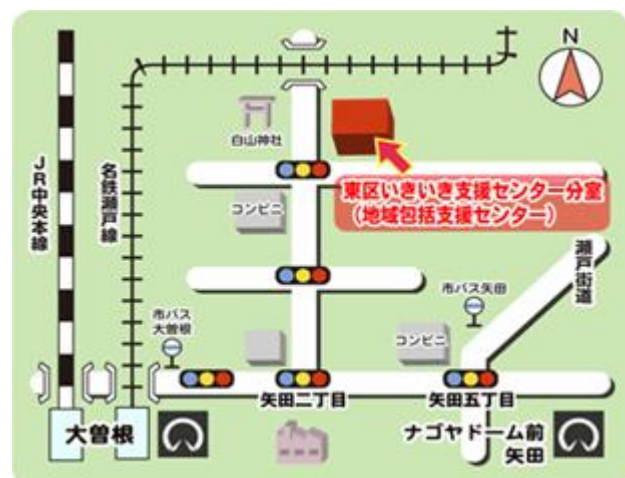 N
白山神社
JR中央本線
名鉄瀬戸線
コンビニ
東区いきいき支援センター分室
(地域包括支援センター)
瀬戸街道
市バス
大曽根
市バス矢田
コンビニ
矢田二丁目
矢田五丁目
大曽根
ナゴヤドーム前
矢田